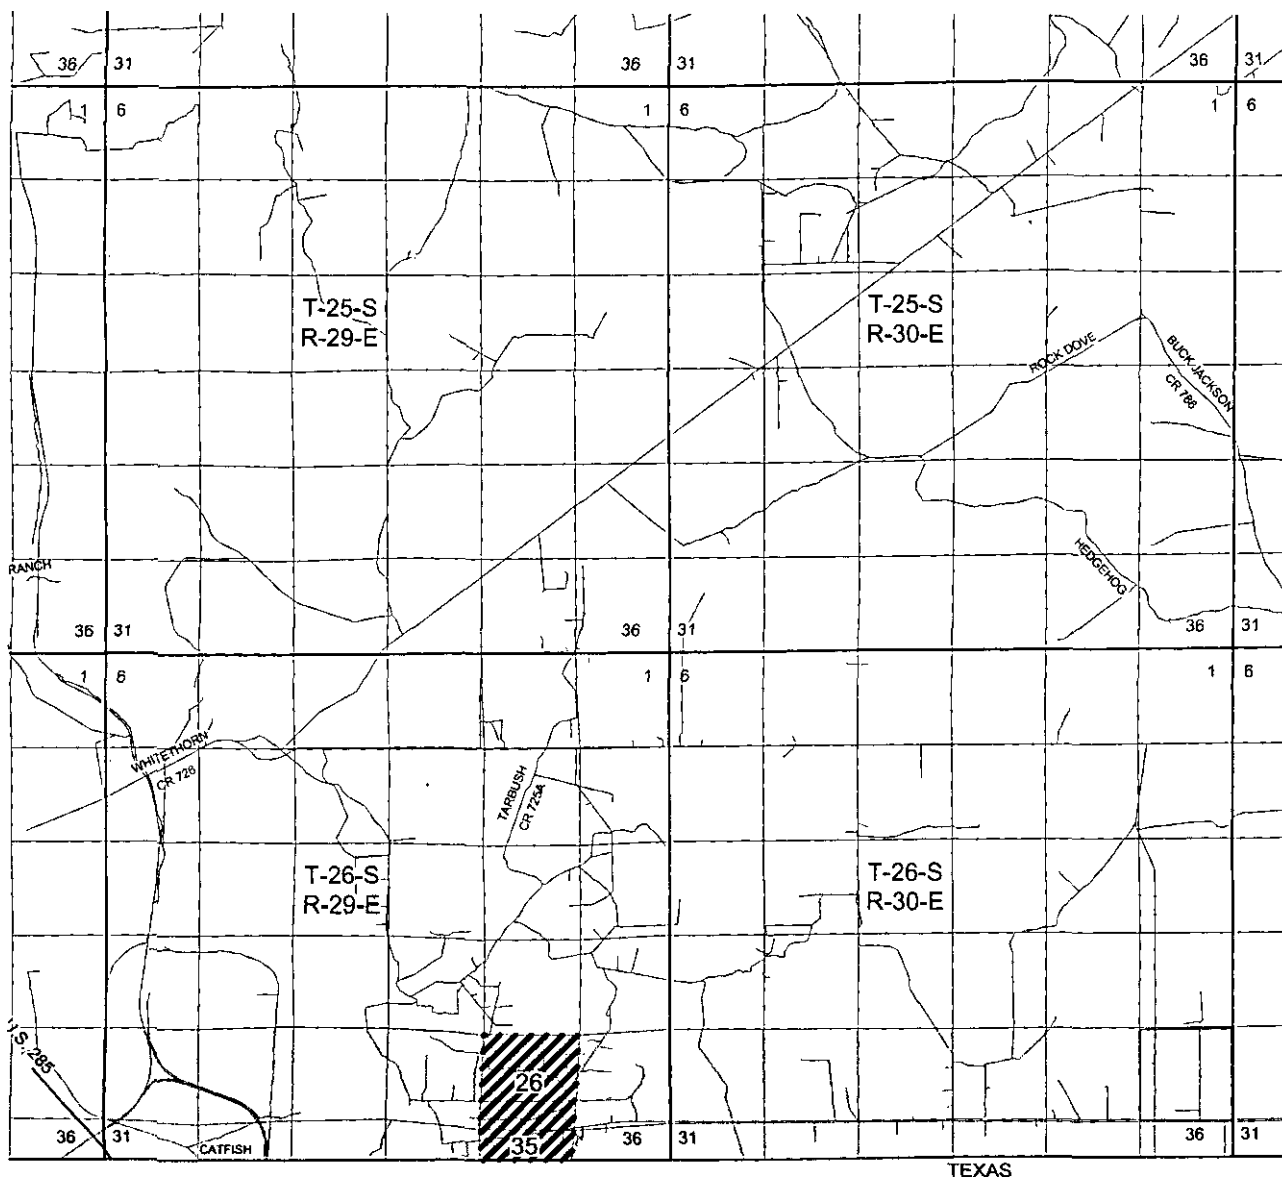 36 31 36 31 36 31
1 6 1 6 1 6
T-25-S
R-29-E
T-25-S
R-30-E
ROCK DOVE
BUCK JACKSON
CR 786
HEDGEHOG
RANCH
36 31 36 31 36 31
1 6 1 6 1 6
WHITETHORN
CR 726
TARBUSH
CR 725A
T-26-S
R-29-E
T-26-S
R-30-E
U.S. 285
26
36 31 35 36 31 36 31
CATFISH
TEXAS